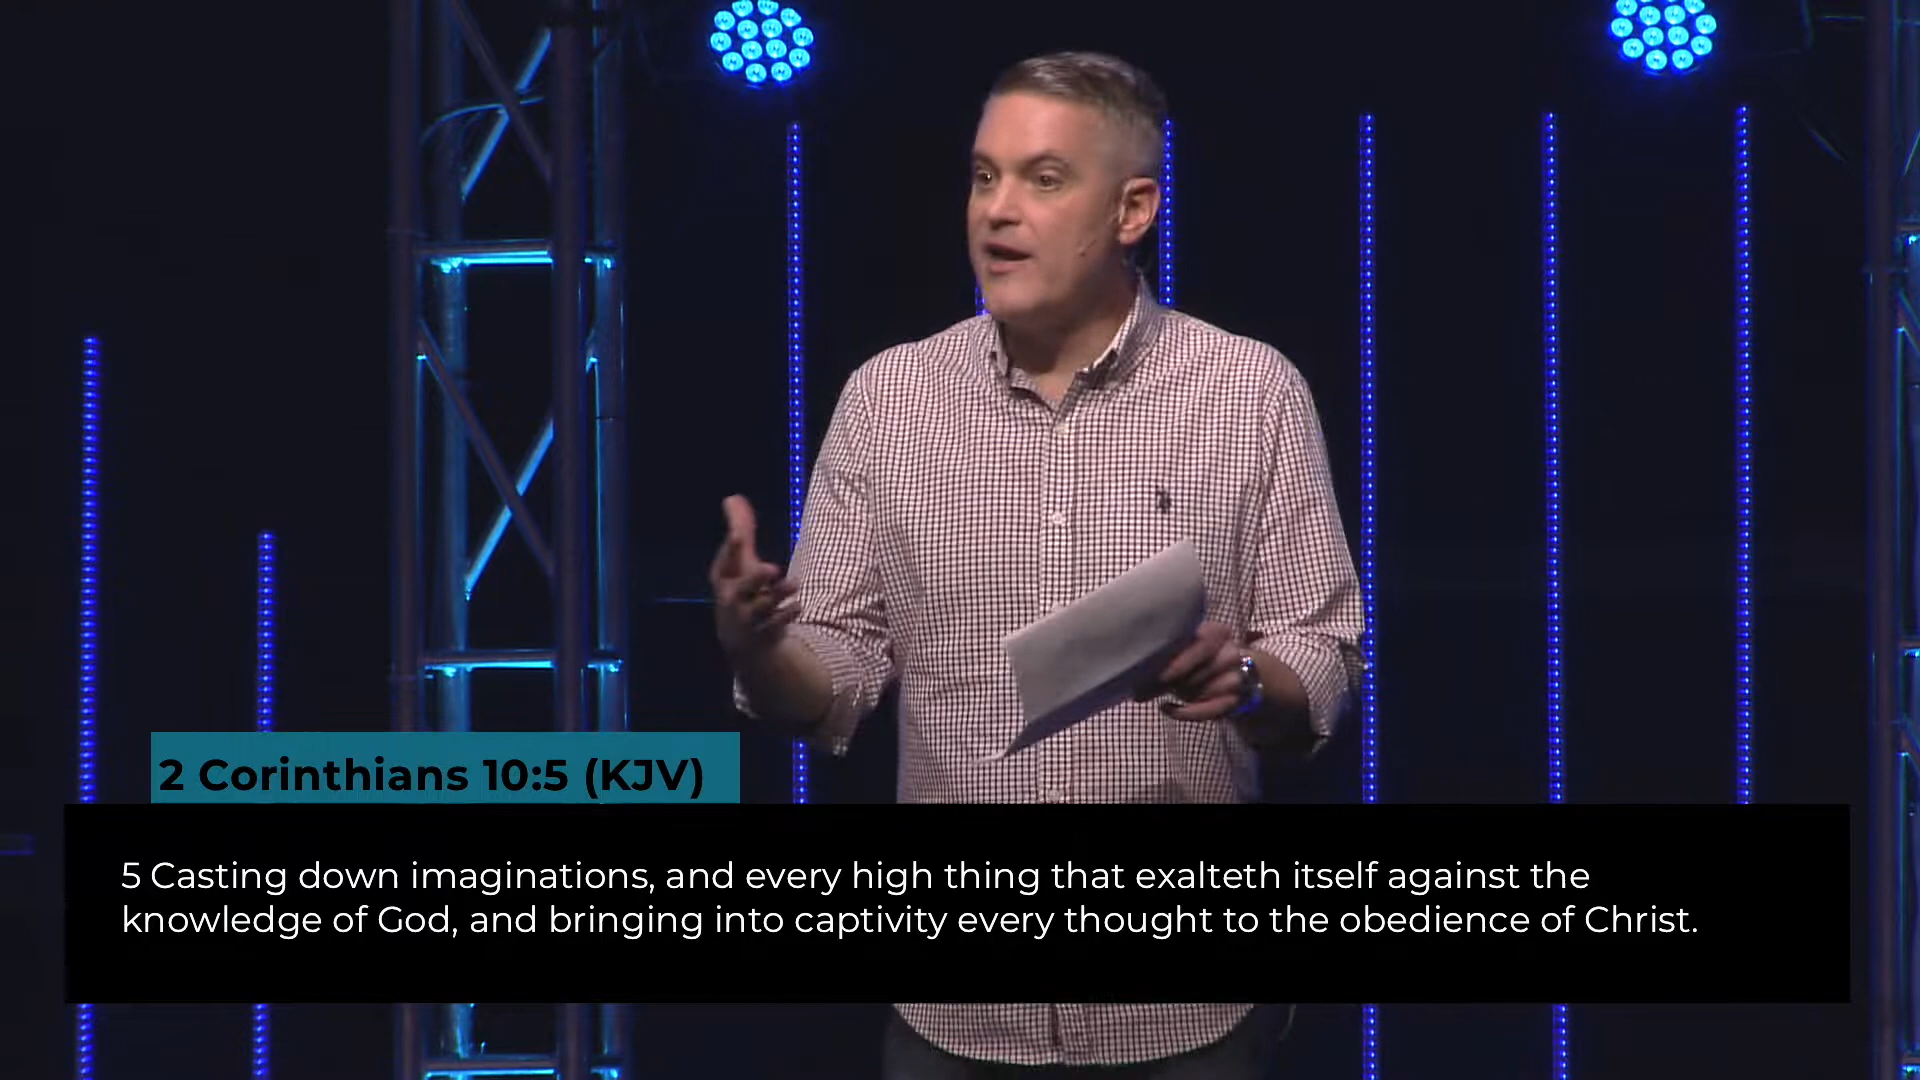 2 Corinthians 10:5 (KJV)
5 Casting down imaginations, and every high thing that exalteth itself against the
knowledge of God, and bringing into captivity every thought to the obedience of Christ.